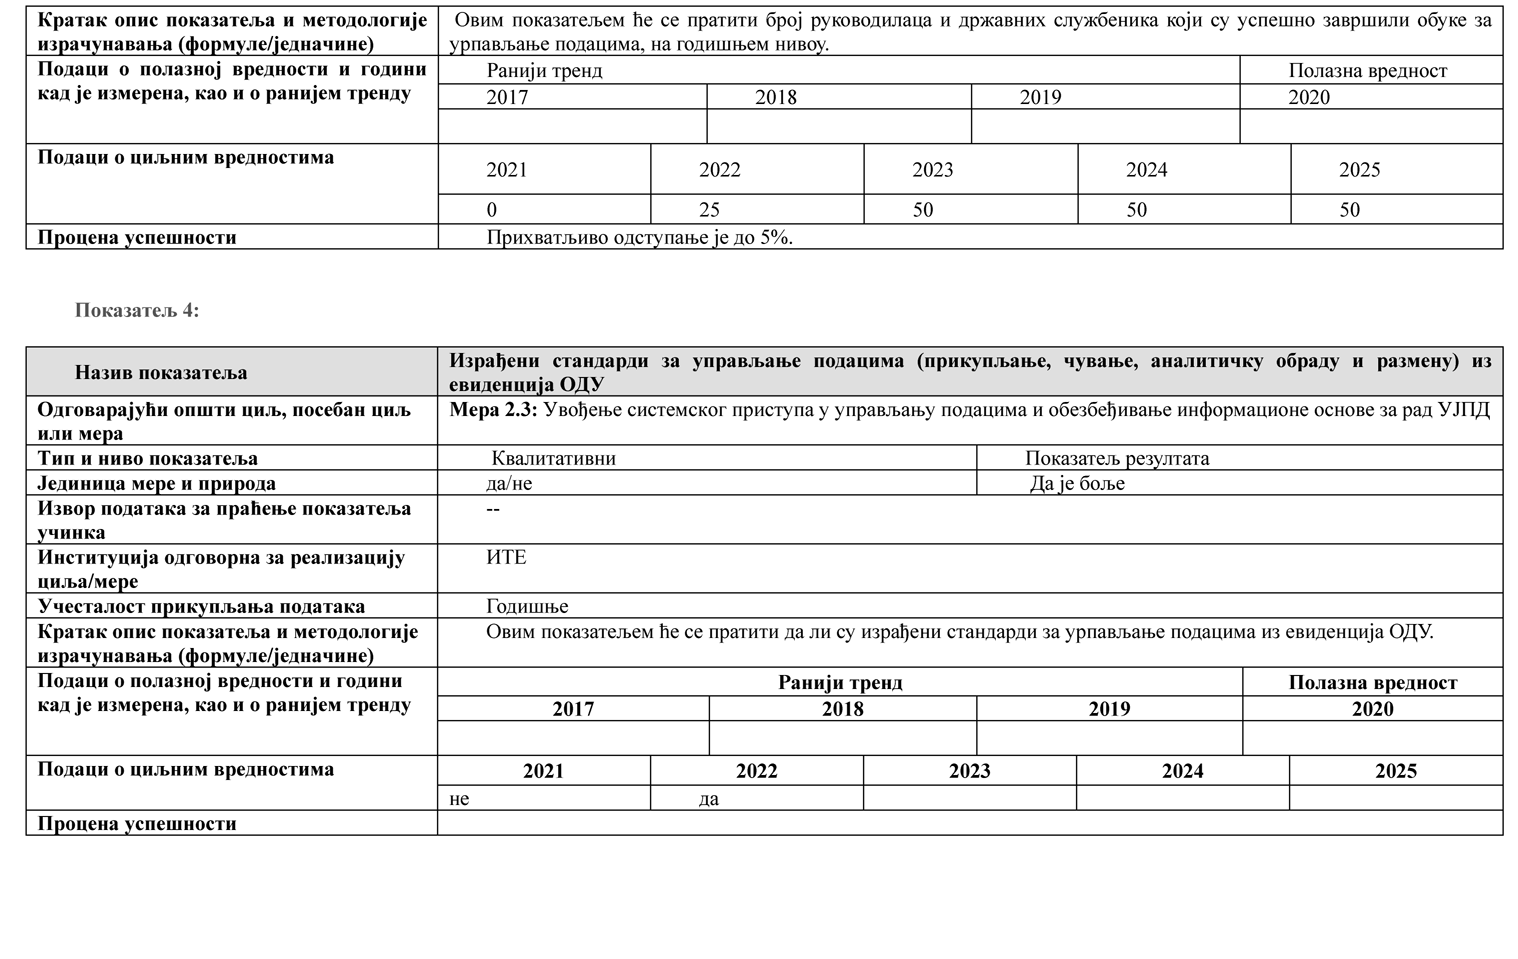 Кратак опис показатеља и методологије
израчунавања (формуле/једначине)
Овим показатељем ће се пратити број руководилаца и државних службеника који су успешно завршили обуке за
урпављање подацима, на годишњем нивоу.
Подаци о полазној вредности и години
кад је измерена, као и о ранијем тренду
Ранији тренд
Полазна вредност
2017
2018
2019
2020
Подаци о циљним вредностима
2021
2022
2023
2024
2025
0
25
50
50
50
Процена успешности
Прихватљиво одступање је до 5%.
Показатељ 4:
Назив показатеља
Израђени стандарди за управљање подацима (прикупљање, чување, аналитичку обраду и размену) из
евиденција ОДУ
Одговарајући општи циљ, посебан циљ
или мера
Мера 2.3: Увођење системског приступа у управљању подацима и обезбеђивање информационе основе за рад УЈПД
Тип и ниво показатеља
Квалитативни
Показатељ резултата
Јединица мере и природа
да/не
Да је боље
Извор података за праћење показатеља
учинка
--
Институција одговорна за реализацију
циља/мере
ИТЕ
Учесталост прикупљања података
Годишње
Кратак опис показатеља и методологије
израчунавања (формуле/једначине)
Овим показатељем ће се пратити да ли су израђени стандарди за урпављање подацима из евиденција ОДУ.
Подаци о полазној вредности и години
кад је измерена, као и о ранијем тренду
Ранији тренд
Полазна вредност
2017
2018
2019
2020
Подаци о циљним вредностима
2021
2022
2023
2024
2025
не
да
Процена успешности